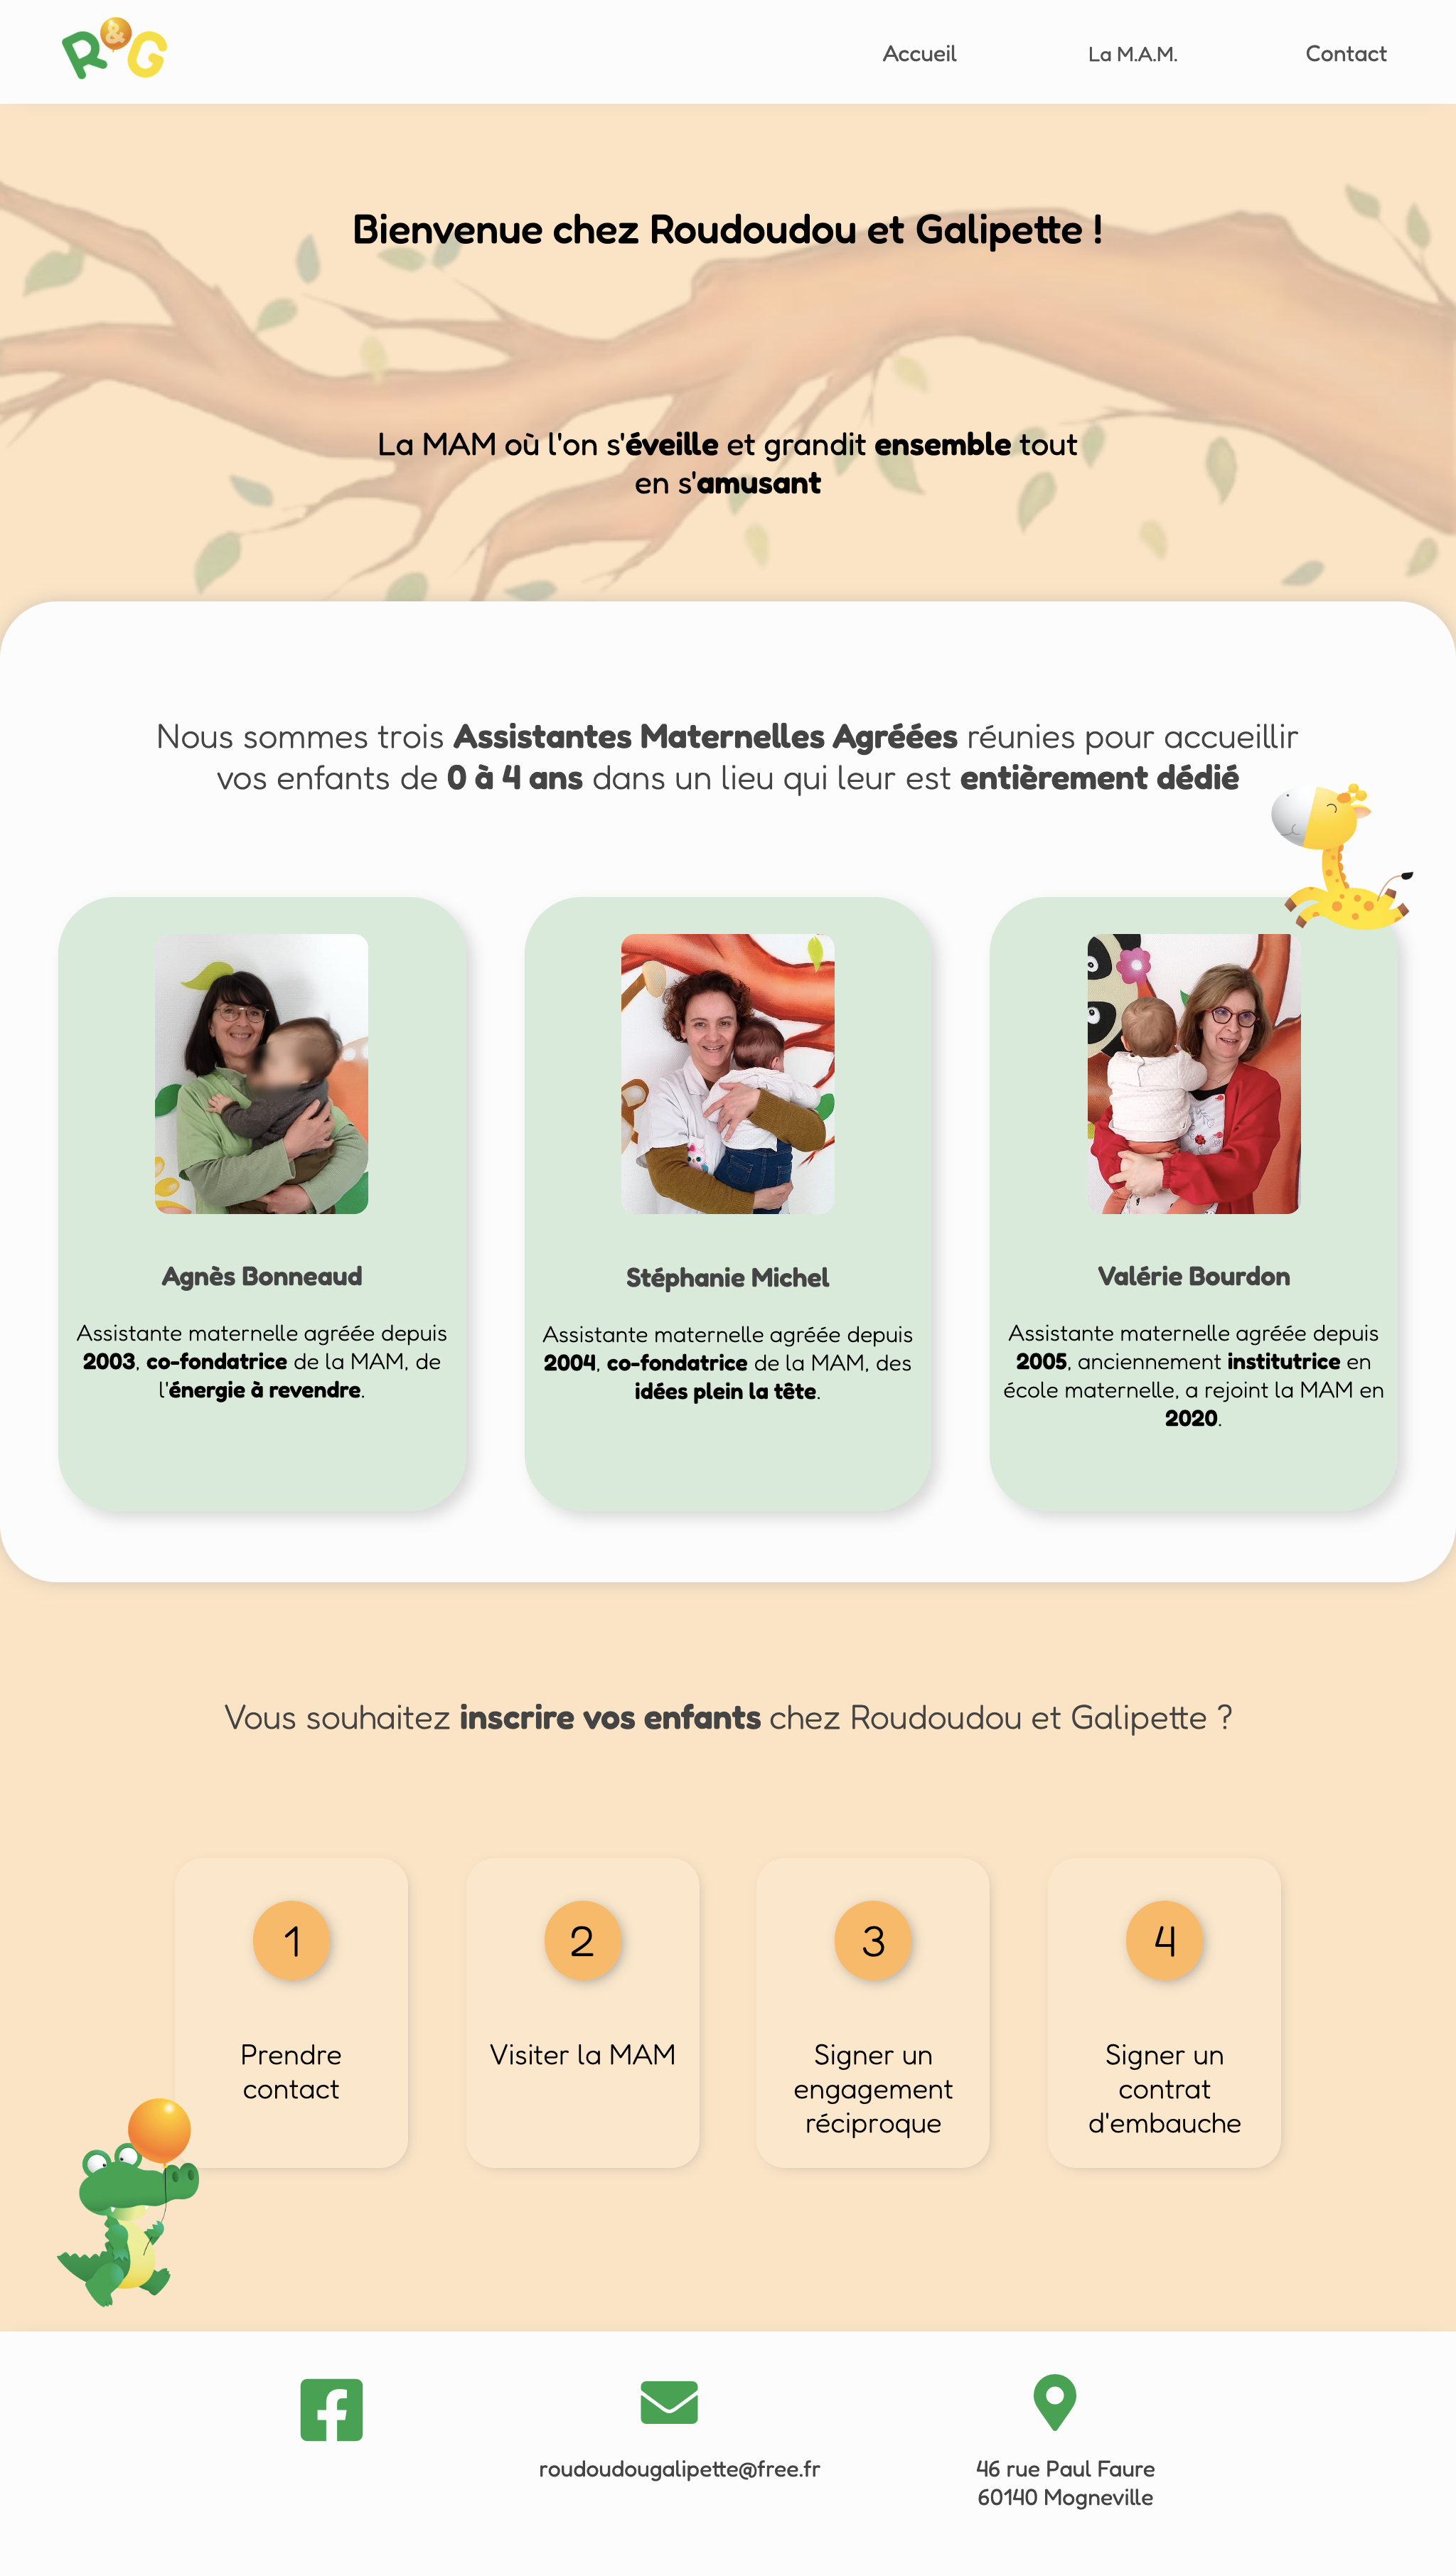 R&G
Accueil
La M.A.M.
Contact
Bienvenue chez Roudoudou et Galipette !
La MAM où l'on s'éveille et grandit ensemble tout
en s'amusant
Nous sommes trois Assistantes Maternelles Agréées réunies pour accueillir
vos enfants de 0 à 4 ans dans un lieu qui leur est entièrement dédié
Agnès Bonneaud
Assistante maternelle agréée depuis
2003, co-fondatrice de la MAM, de
l'énergie à revendre.
Stéphanie Michel
Assistante maternelle agréée depuis
2004, co-fondatrice de la MAM, des
idées plein la tête.
Valérie Bourdon
Assistante maternelle agréée depuis
2005, anciennement institutrice en
école maternelle, a rejoint la MAM en
2020.
Vous souhaitez inscrire vos enfants chez Roudoudou et Galipette ?
1
Prendre
contact
2
Visiter la MAM
3
Signer un
engagement
réciproque
4
Signer un
contrat
d'embauche
roudoudougalipette@free.fr
46 rue Paul Faure
60140 Mogneville